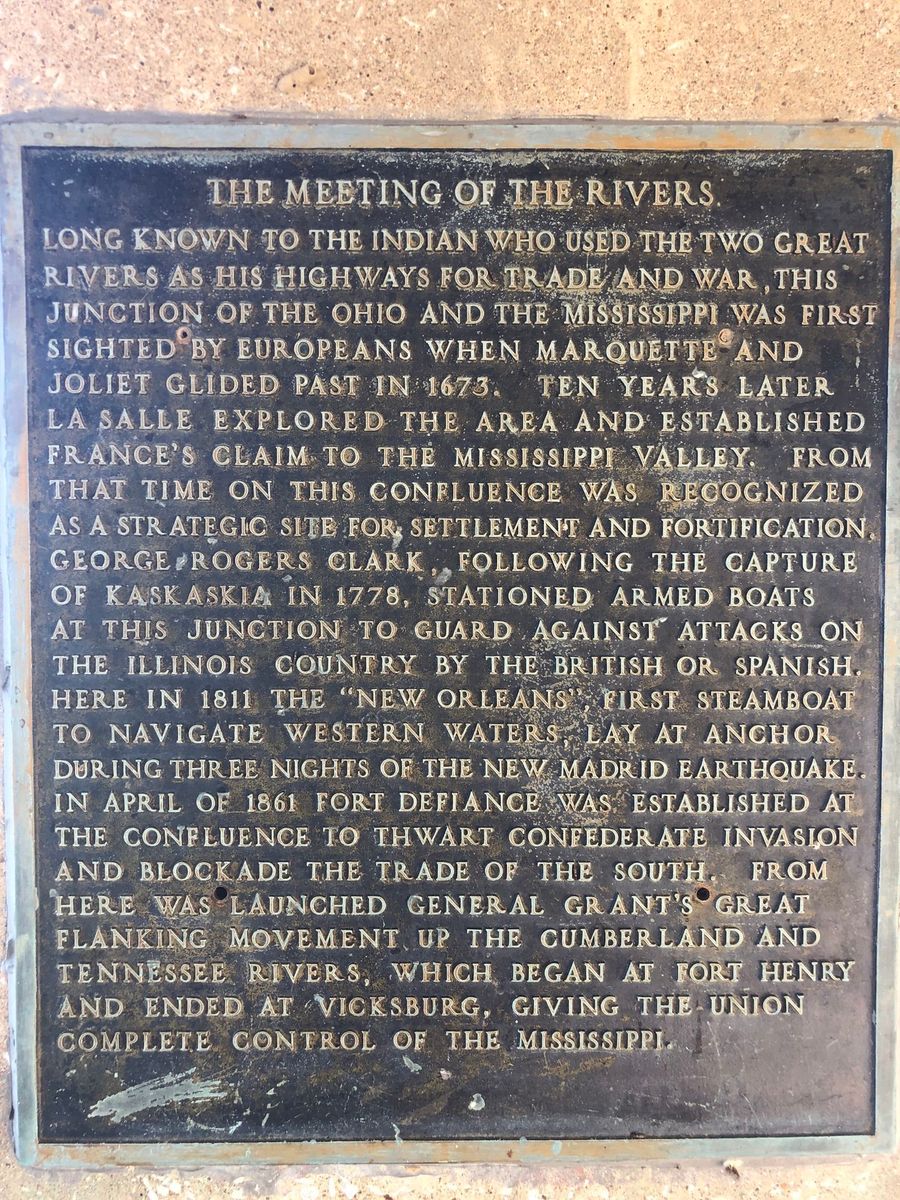 THE MEETING OF THE RIVERS.
LONG KNOWN TO THE INDIAN WHO USED THE TWO GREAT
RIVERS AS HIS HIGHWAYS FOR TRADE AND WAR, THIS
JUNCTION OF THE OHIO AND THE MISSISSIPPI WAS FIRST
SIGHTED BY EUROPEANS WHEN MARQUETTE AND
JOLIET GLIDED PAST IN 1673. TEN YEARS LATER
LA SALLE EXPLORED THE AREA AND ESTABLISHED
FRANCE'S CLAIM TO THE MISSISSIPPI VALLEY. FROM
THAT TIME ON THIS CONFLUENCE WAS RECOGNIZED
AS A STRATEGIC SITE FOR SETTLEMENT AND FORTIFICATION.
GEORGE ROGERS CLARK, FOLLOWING THE CAPTURE
OF KASKASKIA IN 1778, STATIONED ARMED BOATS
AT THIS JUNCTION TO GUARD AGAINST ATTACKS ON
THE ILLINOIS COUNTRY BY THE BRITISH OR SPANISH.
HERE IN 1811 THE "NEW ORLEANS", FIRST STEAMBOAT
TO NAVIGATE WESTERN WATERS, LAY AT ANCHOR
DURING THREE NIGHTS OF THE NEW MADRID EARTHQUAKE.
IN APRIL OF 1861 FORT DEFIANCE WAS ESTABLISHED AT
THE CONFLUENCE TO THWART CONFEDERATE INVASION
AND BLOCKADE THE TRADE OF THE SOUTH. FROM
HERE WAS LAUNCHED GENERAL GRANT'S GREAT
FLANKING MOVEMENT UP THE CUMBERLAND AND
TENNESSEE RIVERS, WHICH BEGAN AT FORT HENRY
AND ENDED AT VICKSBURG, GIVING THE UNION
COMPLETE CONTROL OF THE MISSISSIPPI.